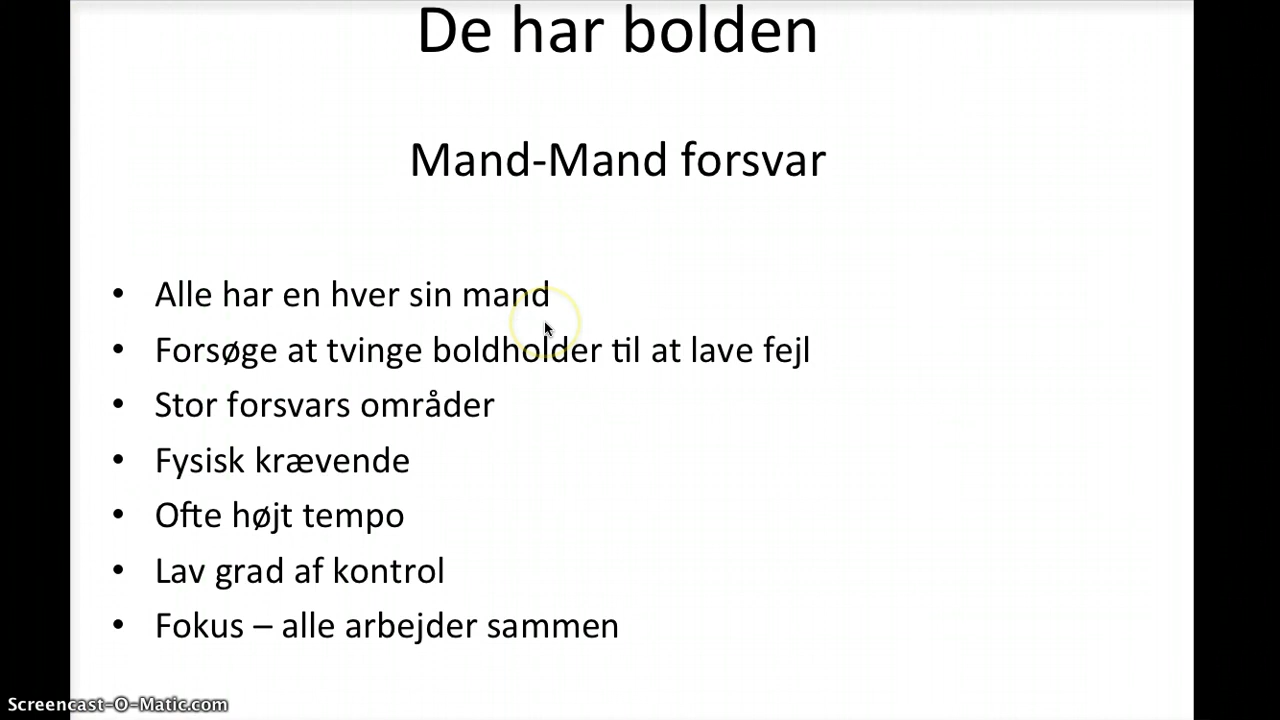 De har bolden
Mand-Mand forsvar
• Alle har en hver sin mand
• Forsøge at tvinge boldholder til at lave fejl
• Stor forsvars områder
• Fysisk krævende
• Ofte højt tempo
• Lav grad af kontrol
• Fokus – alle arbejder sammen
Screencast-O-Matic.com